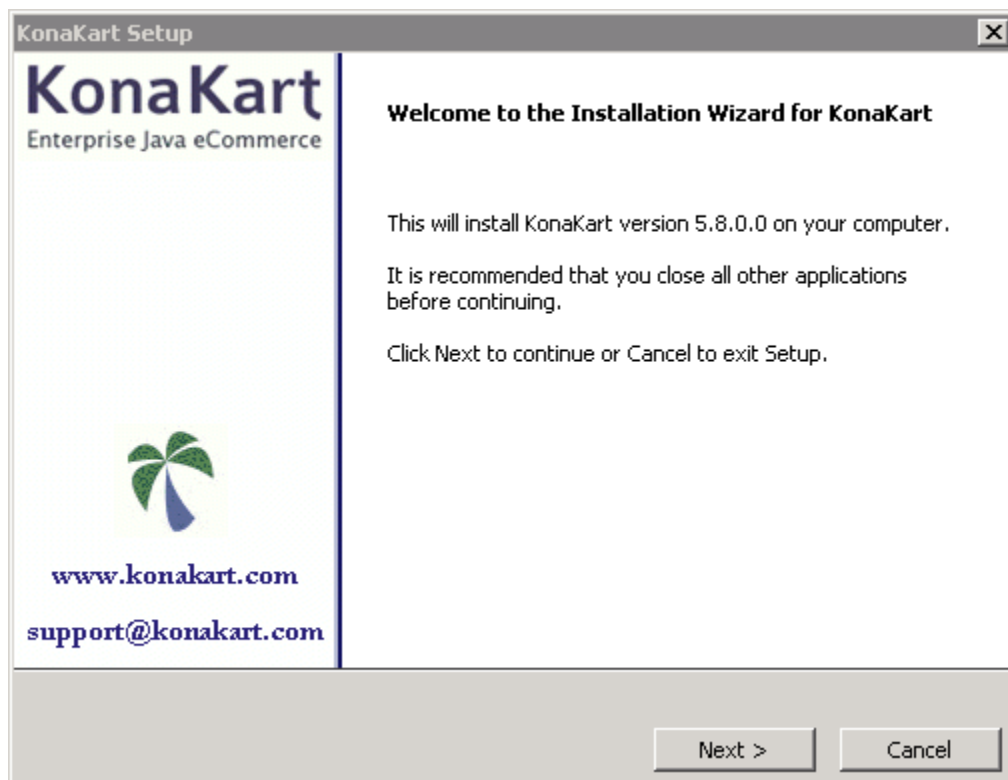 KonaKart Setup
KonaKart
Enterprise Java eCommerce
www.konakart.com
support@konakart.com
Welcome to the Installation Wizard for KonaKart
This will install KonaKart version 5.8.0.0 on your computer.
It is recommended that you close all other applications
before continuing.
Click Next to continue or Cancel to exit Setup.
Next >
Cancel